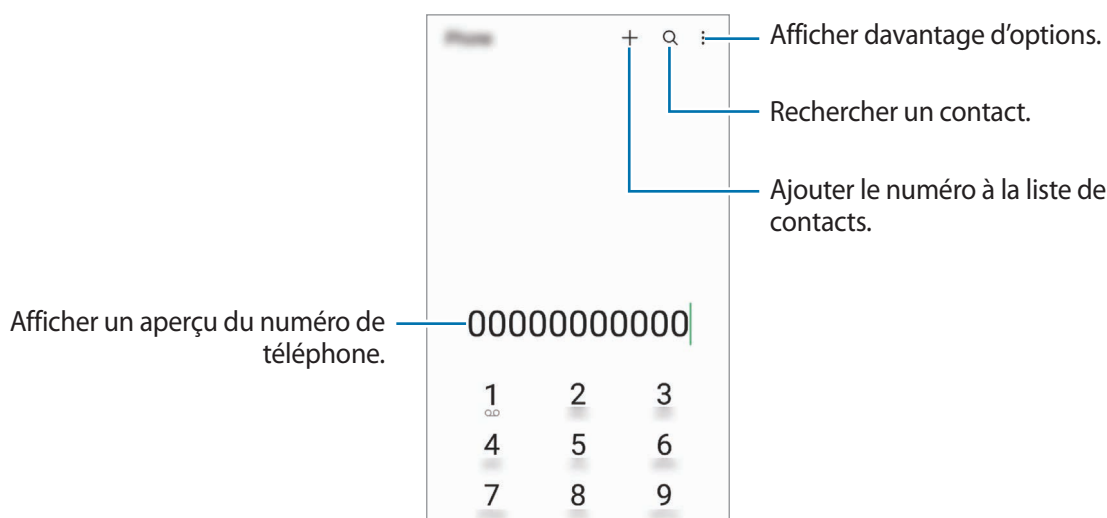 Afficher davantage d'options.
Rechercher un contact.
Ajouter le numéro à la liste de
contacts.
Afficher un aperçu du numéro de
téléphone.
00000000000
1 2 3
4 5 6
7 8 9